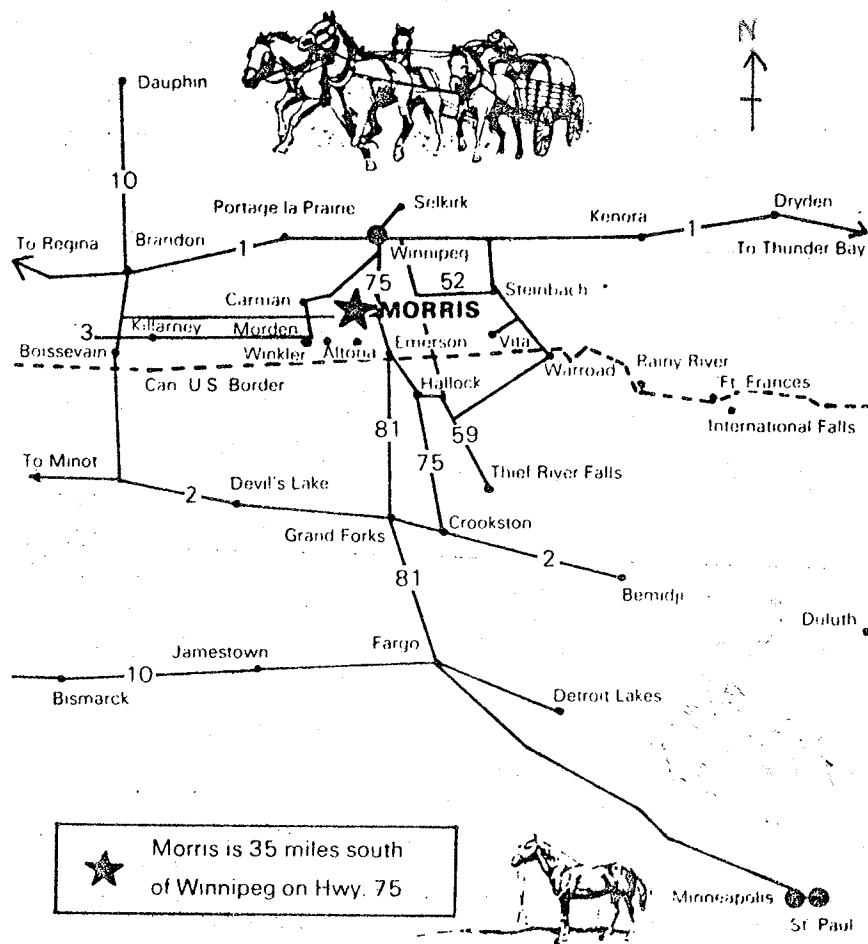 N
Dauphin
10
Portage la Prairie
Selkirk
Kenora
Dryden
To Regina
Brandon
1
Winnipeg
1
To Thunder Bay
75
52
Steinbach
Carman
MORRIS
3
Killarney
Morden
Boissevain
Winkler
Altona
Emerson
Vita
Warroad
Can U S Border
Hallock
Rainy River
Ft. Frances
International Falls
81
59
75
To Minot
Thief River Falls
2
Devil's Lake
Grand Forks
Crookston
2
81
Bemidji
Duluth
Jamestown
Fargo
10
Bismarck
Detroit Lakes
Morris is 35 miles south
of Winnipeg on Hwy. 75
Minneapolis
St Paul